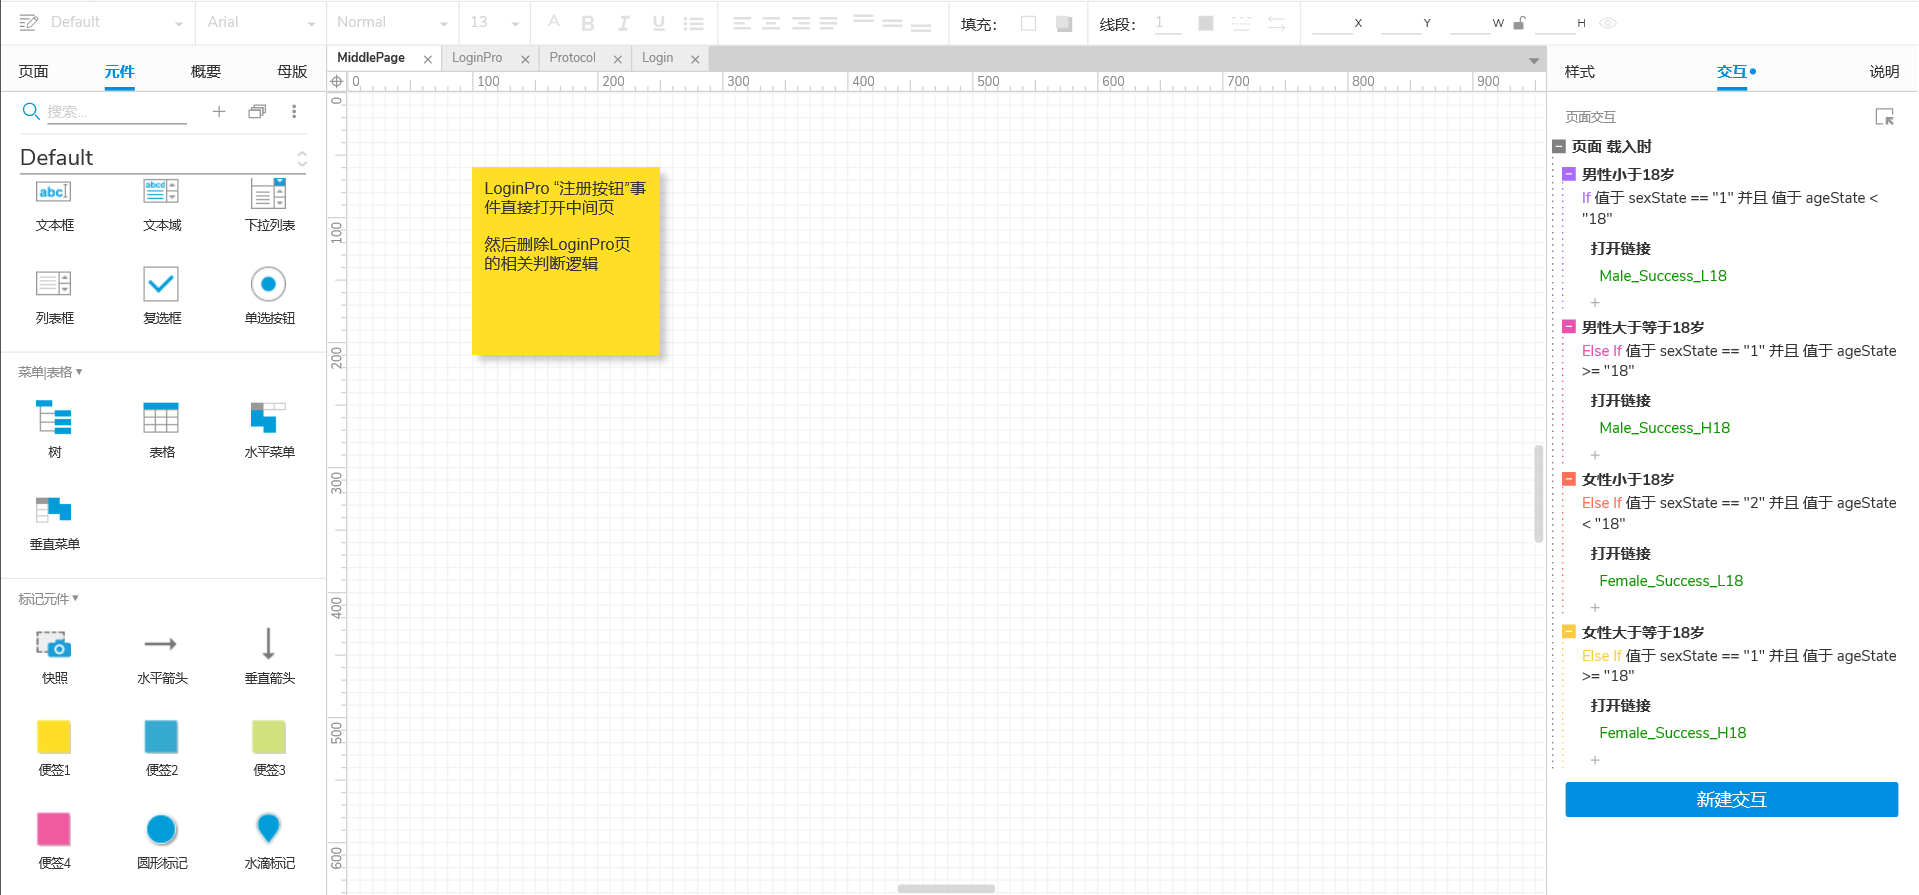 Default Arial Normal 13 A B I U 填充： 线段： 1 X Y W H
页面 元件 概要 母版
搜索...
Default
文本框 文本域 下拉列表
列表框 复选框 单选按钮
菜单|表格
树 表格 水平菜单
垂直菜单
标记元件
快照 水平箭头 垂直箭头
便签1 便签2 便签3
便签4 圆形标记 水滴标记
MiddlePage LoginPro Protocol Login
0 100 200 300 400 500 600 700 800 900
0
100
200
300
400
500
600
LoginPro “注册按钮”事
件直接打开中间页
然后删除LoginPro页
的相关判断逻辑
样式 交互 说明
页面交互
页面 载入时
男性小于18岁
If 值于 sexState == "1" 并且 值于 ageState <
"18"
打开链接
Male_Success_L18
男性大于等于18岁
Else If 值于 sexState == "1" 并且 值于 ageState
>= "18"
打开链接
Male_Success_H18
女性小于18岁
Else If 值于 sexState == "2" 并且 值于 ageState
< "18"
打开链接
Female_Success_L18
女性大于等于18岁
Else If 值于 sexState == "1" 并且 值于 ageState
>= "18"
打开链接
Female_Success_H18
新建交互